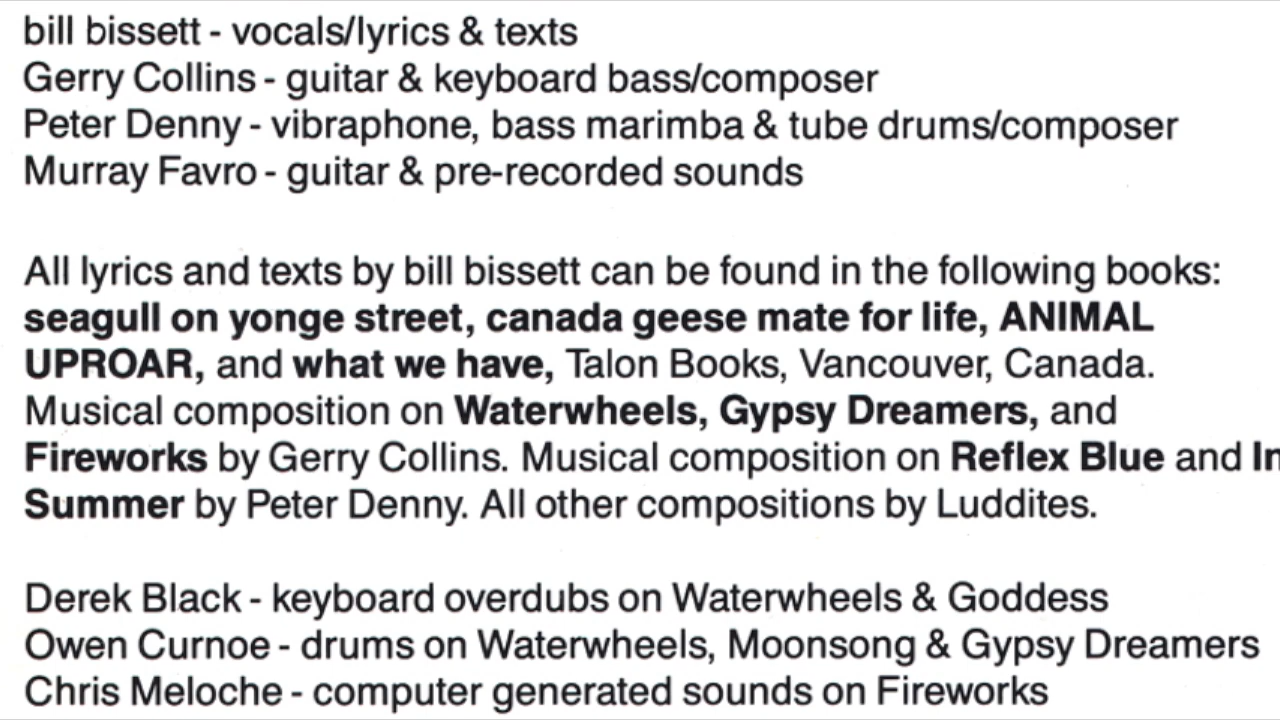 bill bissett - vocals/lyrics & texts
Gerry Collins - guitar & keyboard bass/composer
Peter Denny - vibraphone, bass marimba & tube drums/composer
Murray Favro - guitar & pre-recorded sounds
All lyrics and texts by bill bissett can be found in the following books:
seagull on yonge street, canada geese mate for life, ANIMAL
UPROAR, and what we have, Talon Books, Vancouver, Canada.
Musical composition on Waterwheels, Gypsy Dreamers, and
Fireworks by Gerry Collins. Musical composition on Reflex Blue and In
Summer by Peter Denny. All other compositions by Luddites.
Derek Black - keyboard overdubs on Waterwheels & Goddess
Owen Curnoe - drums on Waterwheels, Moonsong & Gypsy Dreamers
Chris Meloche - computer generated sounds on Fireworks